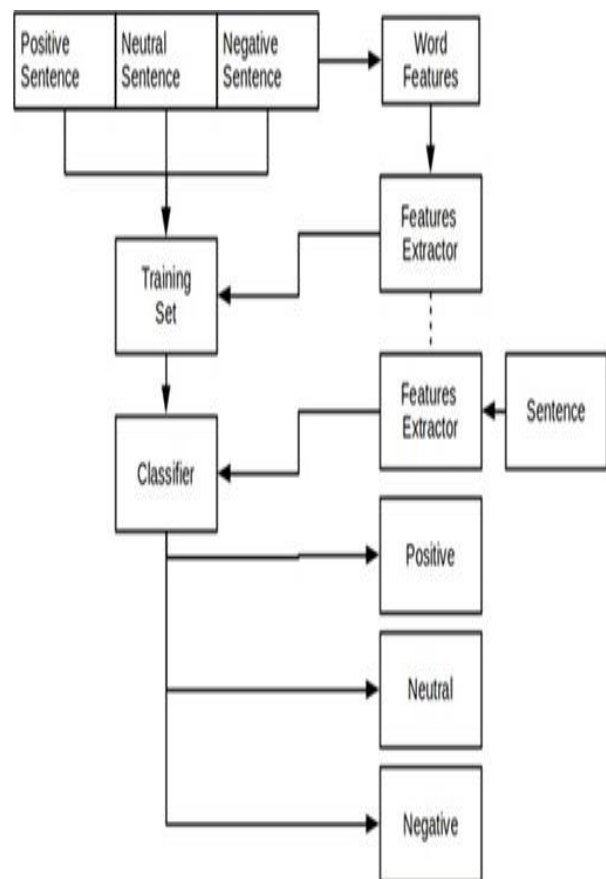 Positive
Sentence
Neutral
Sentence
Negative
Sentence
Word
Features
Features
Extractor
Training
Set
Features
Extractor
Sentence
Classifier
Positive
Neutral
Negative